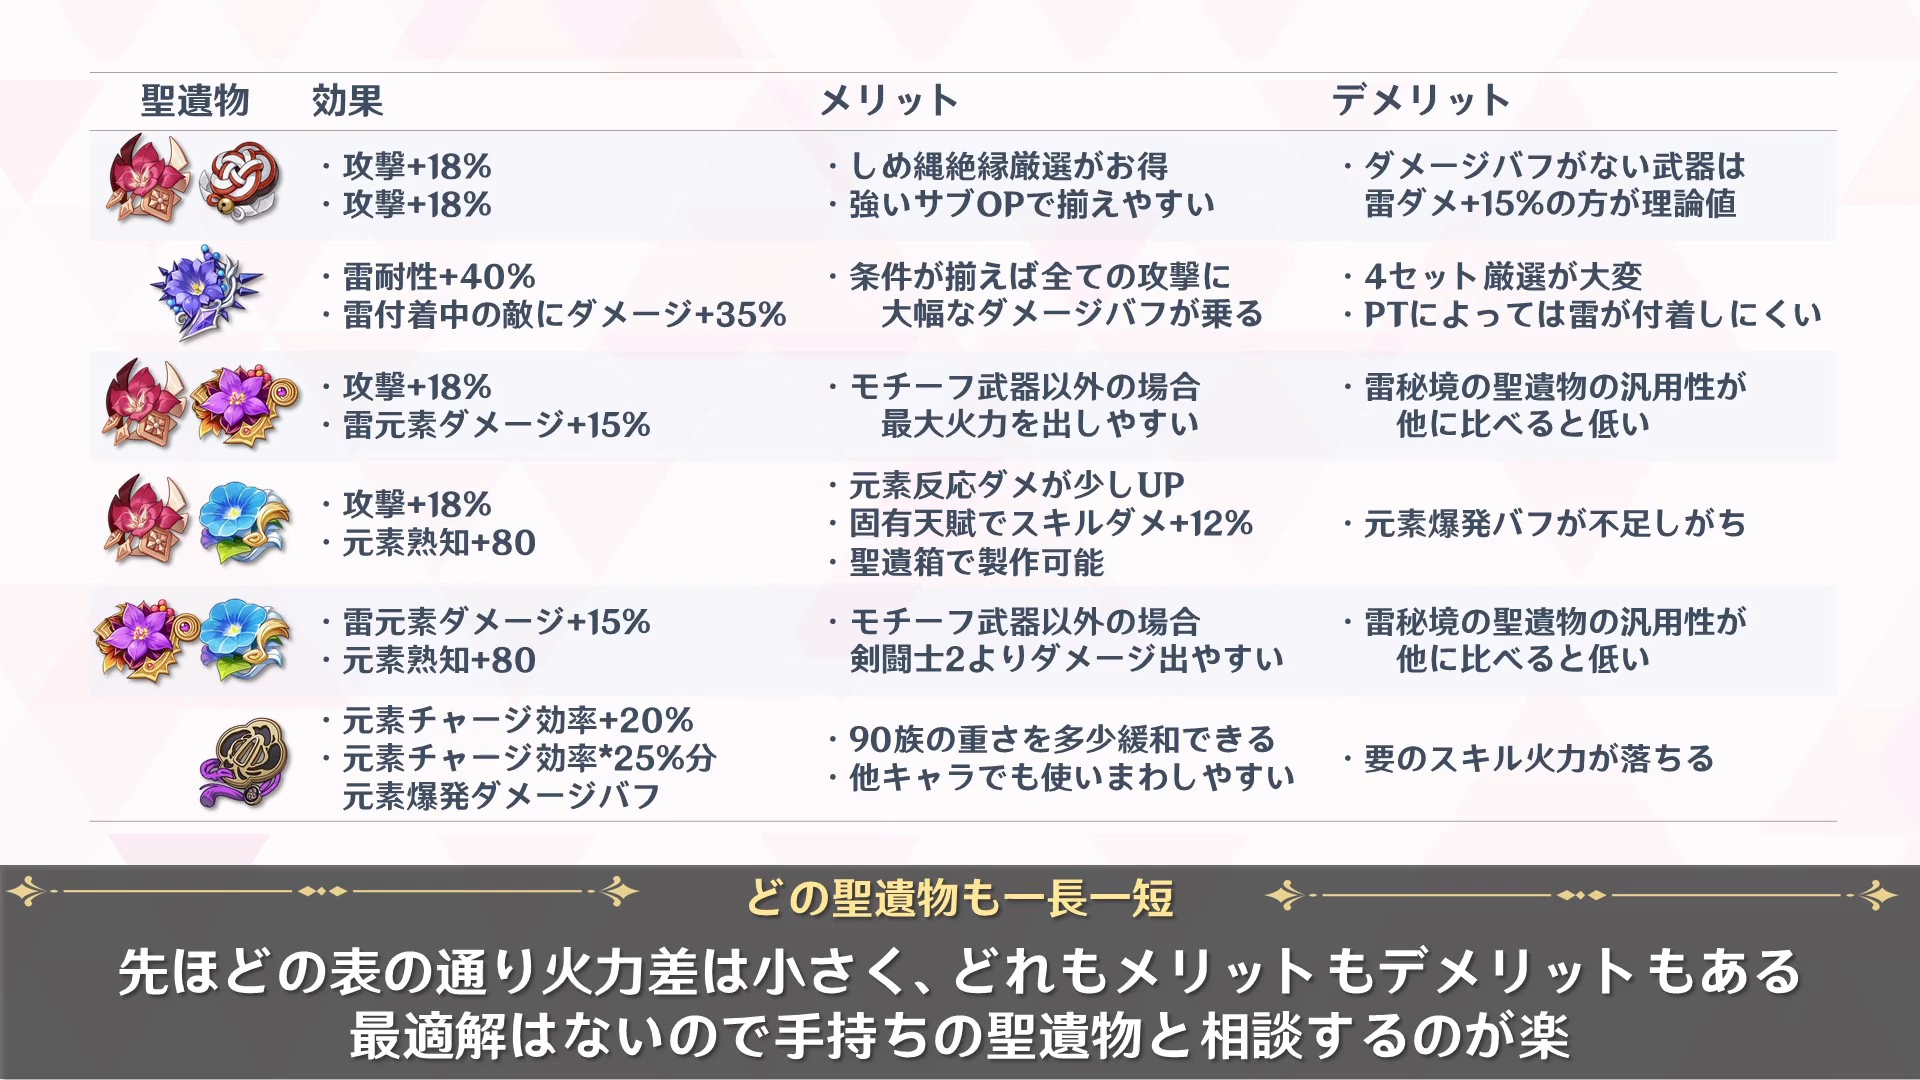 聖遺物 効果 メリット デメリット
・攻撃+18%
・攻撃+18%
・しめ縄絶縁厳選がお得
・強いサブOPで揃えやすい
・ダメージバフがない武器は
雷ダメ+15%の方が理論値
・雷耐性+40%
・雷付着中の敵にダメージ+35%
・条件が揃えば全ての攻撃に
大幅なダメージバフが乗る
・4セット厳選が大変
・PTによっては雷が付着しにくい
・攻撃+18%
・雷元素ダメージ+15%
・モチーフ武器以外の場合
最大火力を出しやすい
・雷秘境の聖遺物の汎用性が
他に比べると低い
・攻撃+18%
・元素熟知+80
・元素反応ダメが少しUP
・固有天賦でスキルダメ+12%
・聖遺箱で製作可能
・元素爆発バフが不足しがち
・雷元素ダメージ+15%
・元素熟知+80
・モチーフ武器以外の場合
剣闘士2よりダメージ出やすい
・雷秘境の聖遺物の汎用性が
他に比べると低い
・元素チャージ効率+20%
・元素チャージ効率*25%分
元素爆発ダメージバフ
・90族の重さを多少緩和できる
・他キャラでも使いまわしやすい
・要のスキル火力が落ちる
どの聖遺物も一長一短
先ほどの表の通り火力差は小さく、どれもメリットもデメリットもある
最適解はないので手持ちの聖遺物と相談するのが楽